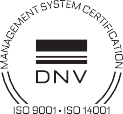 MANAGEMENT SYSTEM CERTIFICATION
DNV
ISO 9001 • ISO 14001